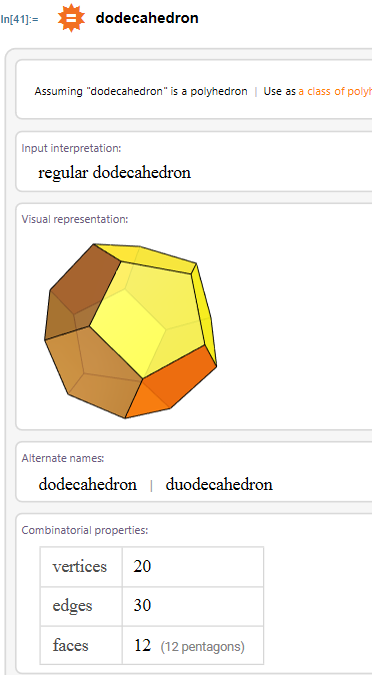 In[41]:= dodecahedron
Assuming "dodecahedron" is a polyhedron | Use as a class of
Input interpretation:
regular dodecahedron
Visual representation:
Alternate names:
dodecahedron | duodecahedron
Combinatorial properties:
vertices 20
edges 30
faces 12 (12 pentagons)